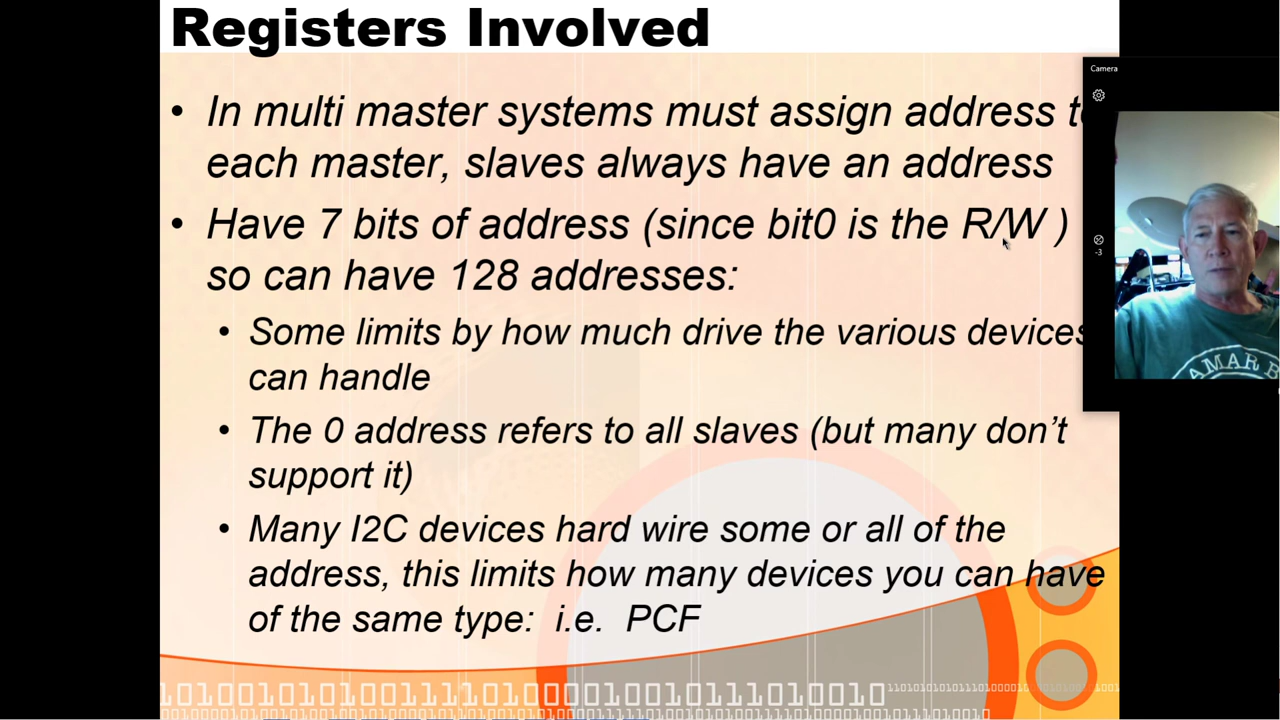 Registers Involved
• In multi master systems must assign address t
each master, slaves always have an address
• Have 7 bits of address (since bit0 is the R/W )
so can have 128 addresses:
• Some limits by how much drive the various devices
can handle
• The 0 address refers to all slaves (but many don't
support it)
• Many I2C devices hard wire some or all of the
address, this limits how many devices you can have
of the same type: i.e. PCF
Camera
-3
AMAR B